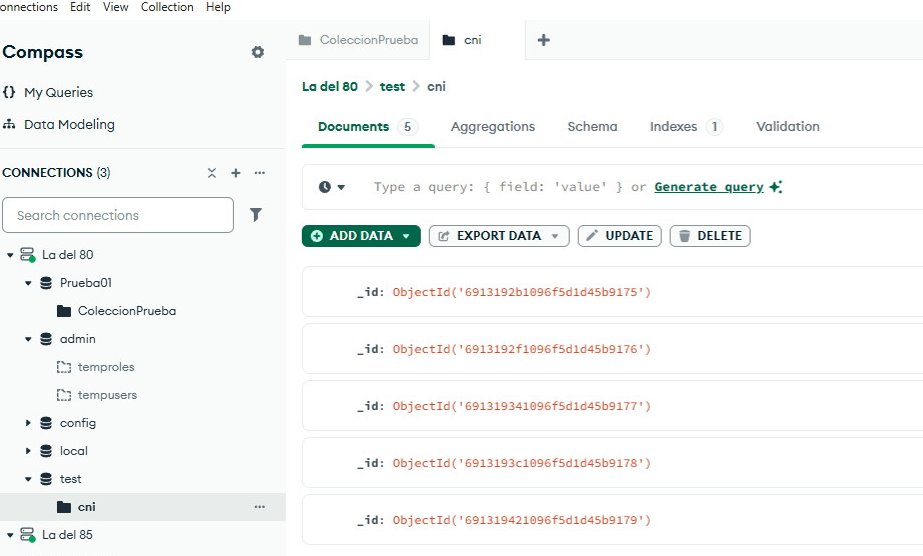 onnections Edit View Collection Help
Compass
My Queries
Data Modeling
CONNECTIONS (3)
Search connections
La del 80
Prueba01
ColeccionPrueba
admin
temproles
tempusers
config
local
test
cni
La del 85
ColeccionPrueba cni
La del 80 > test > cni
Documents 5 Aggregations Schema Indexes 1 Validation
Type a query: { field: 'value' } or Generate query
ADD DATA EXPORT DATA UPDATE DELETE
_id: ObjectId('6913192b1096f5d1d45b9175')
_id: ObjectId('6913192f1096f5d1d45b9176')
_id: ObjectId('691319341096f5d1d45b9177')
_id: ObjectId('6913193c1096f5d1d45b9178')
_id: ObjectId('691319421096f5d1d45b9179')